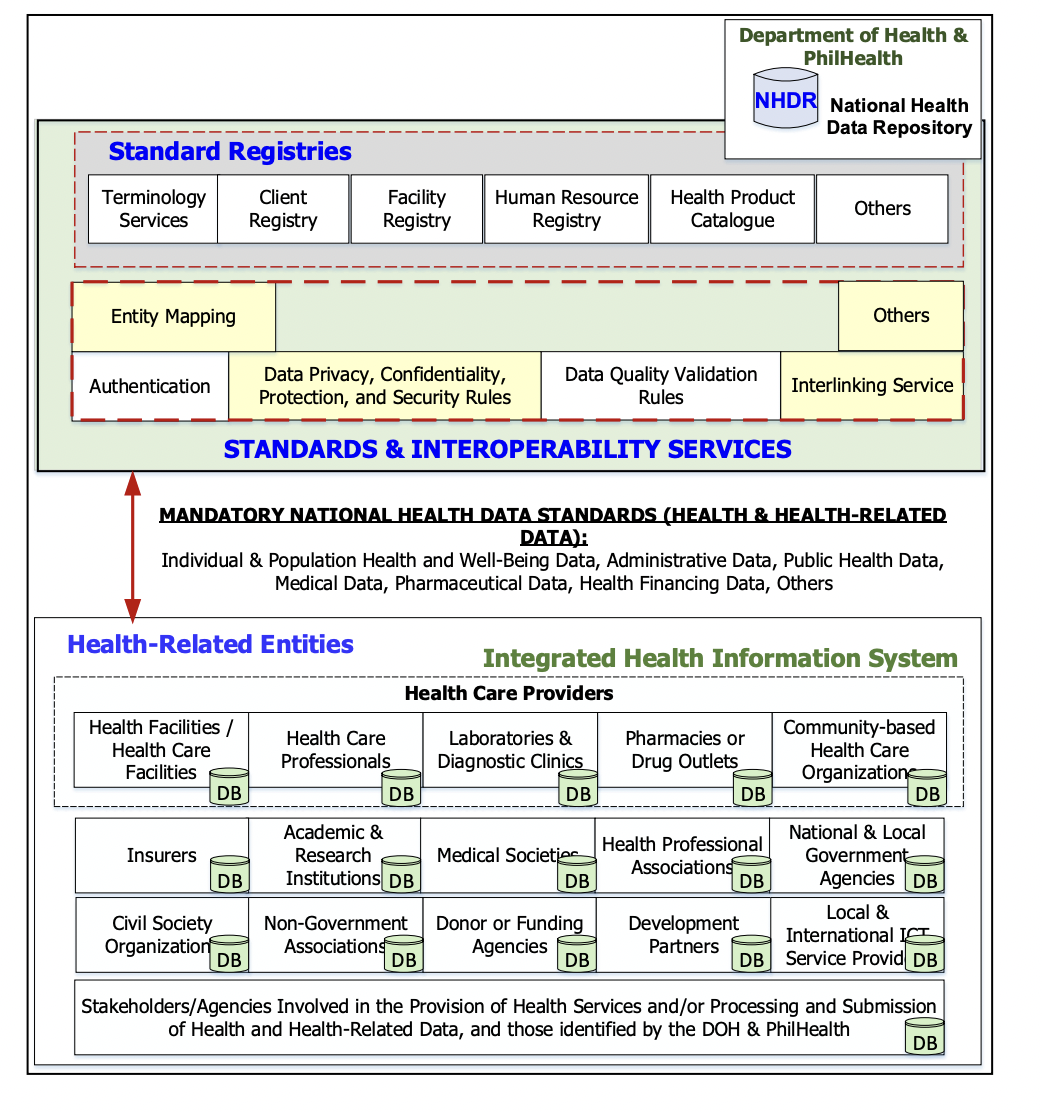 Department of Health &
PhilHealth
NHDR
National Health
Data Repository
Standard Registries
Terminology
Services
Client
Registry
Facility
Registry
Human Resource
Registry
Health Product
Catalogue
Others
Entity Mapping
Others
Authentication
Data Privacy, Confidentiality,
Protection, and Security Rules
Data Quality Validation
Rules
Interlinking Service
STANDARDS & INTEROPERABILITY SERVICES
MANDATORY NATIONAL HEALTH DATA STANDARDS (HEALTH & HEALTH-RELATED
DATA):
Individual & Population Health and Well-Being Data, Administrative Data, Public Health Data,
Medical Data, Pharmaceutical Data, Health Financing Data, Others
Health-Related Entities
Integrated Health Information System
Health Care Providers
Health Facilities /
Health Care
Facilities
DB
Health Care
Professionals
DB
Laboratories &
Diagnostic Clinics
DB
Pharmacies or
Drug Outlets
DB
Community-based
Health Care
Organizations
DB
Insurers
DB
Academic &
Research
Institutions
DB
Medical Societies
DB
Health Professional
Associations
DB
National & Local
Government
Agencies
DB
Civil Society
Organization
DB
Non-Government
Associations
DB
Donor or Funding
Agencies
DB
Development
Partners
DB
Local &
International ICT
Service Provid
DB
Stakeholders/Agencies Involved in the Provision of Health Services and/or Processing and Submission
of Health and Health-Related Data, and those identified by the DOH & PhilHealth
DB